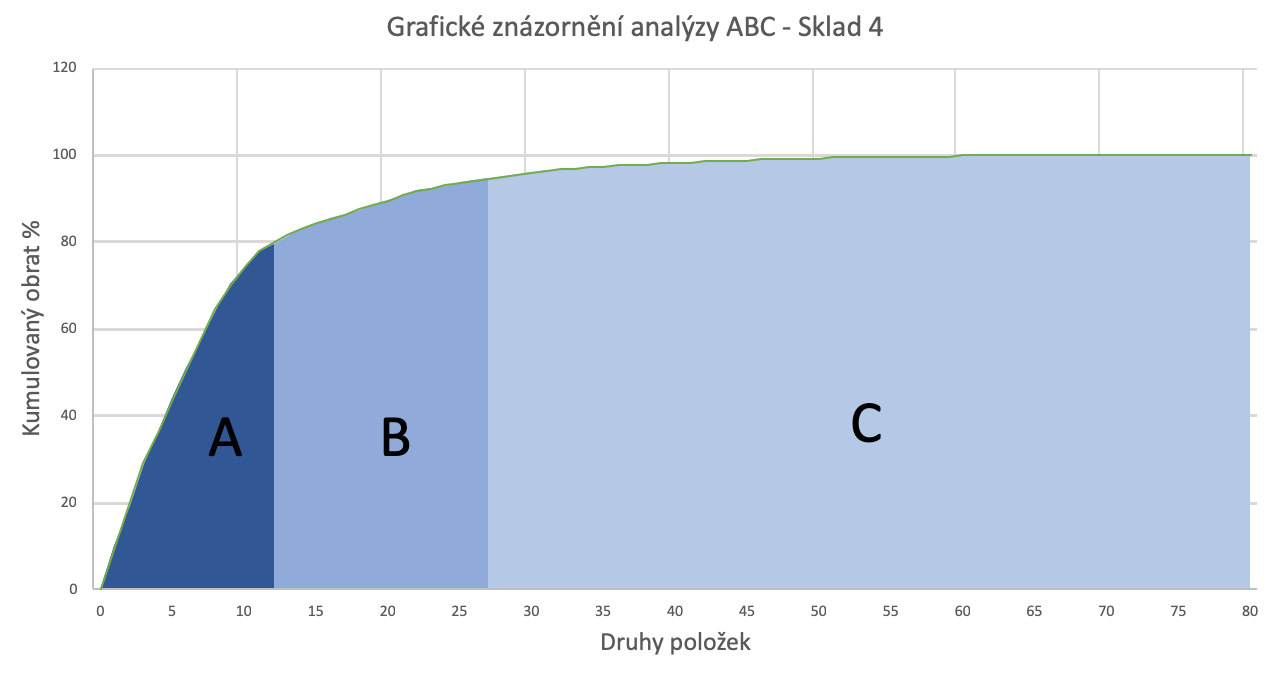 Grafické znázornění analýzy ABC - Sklad 4
120
100
80
60
40
20
0
Kumulovaný obrat %
A
B
C
0 5 10 15 20 25 30 35 40 45 50 55 60 65 70 75 80
Druhy položek